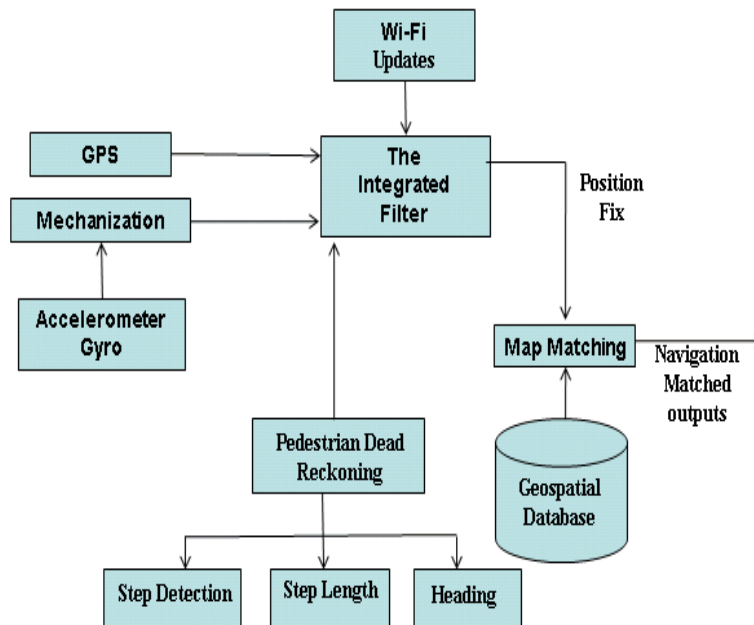 Wi-Fi
Updates
GPS
The
Integrated
Filter
Position
Fix
Mechanization
Accelerometer
Gyro
Map Matching
Navigation
Matched
outputs
Pedestrian Dead
Reckoning
Geospatial
Database
Step Detection
Step Length
Heading